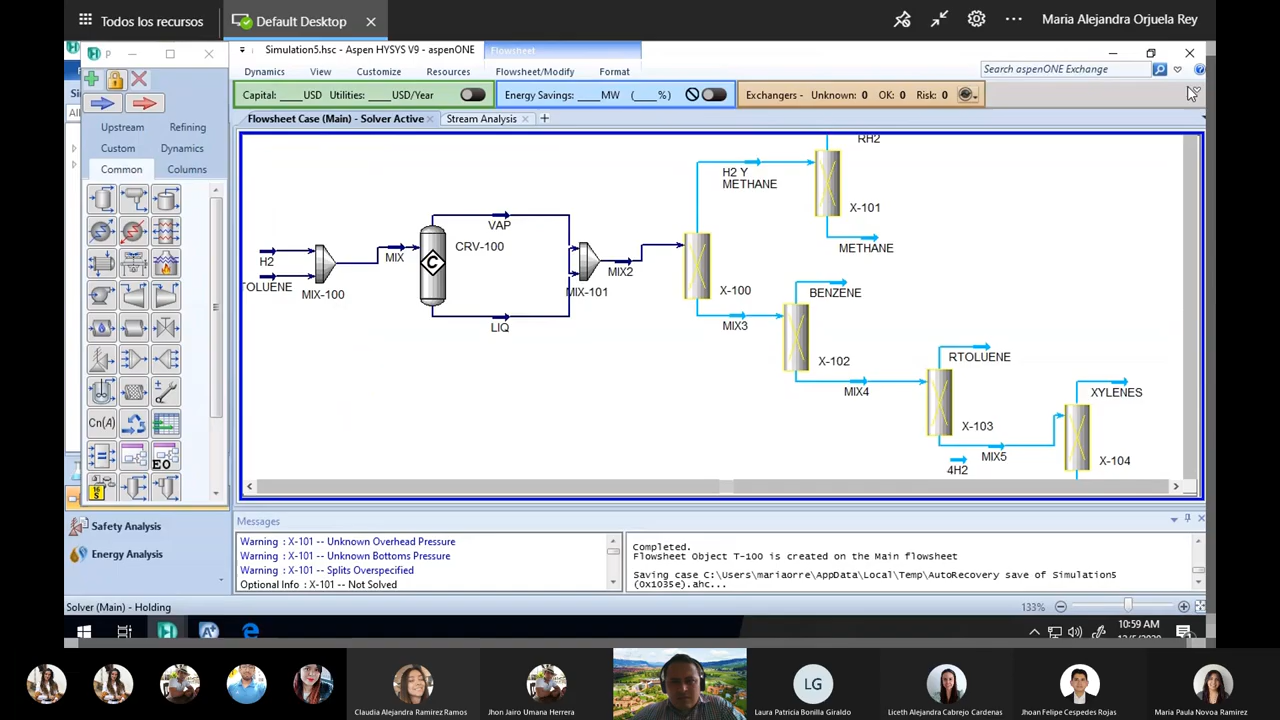 Todos los recursos
Default Desktop
Maria Alejandra Orjuela Rey
P
Simulation5.hsc - Aspen HYSYS V9 - aspenONE
Flowsheet
Dynamics
View
Customize
Resources
Flowsheet/Modify
Format
Search aspenONE Exchange
Capital: ____USD Utilities: ____USD/Year
Energy Savings: ____MW (____%)
Exchangers - Unknown: 0 OK: 0 Risk: 0
Flowsheet Case (Main) - Solver Active
Stream Analysis
Upstream
Refining
Custom
Dynamics
Common
Columns
Cn(A)
EO
H2
TOLUENE
MIX-100
MIX
VAP
CRV-100
C
LIQ
MIX-101
MIX2
X-100
H2 Y
METHANE
RH2
X-101
METHANE
MIX3
BENZENE
X-102
MIX4
RTOLUENE
X-103
4H2
MIX5
XYLENES
X-104
Safety Analysis
Energy Analysis
Messages
Warning : X-101 -- Unknown Overhead Pressure
Warning : X-101 -- Unknown Bottoms Pressure
Warning : X-101 -- Splits Overspecified
Optional Info : X-101 -- Not Solved
Completed.
Flowsheet Object T-100 is created on the Main flowsheet
Saving case C:\Users\mariaorre\AppData\Local\Temp\AutoRecovery save of Simulation5
(0x1035e).ahc...
Solver (Main) - Holding
133%
10:59 AM
LG
Claudia Alejandra Ramirez Ramos
Jhon Jairo Umana Herrera
Laura Patricia Bonilla Giraldo
Liceth Alejandra Cabrejo Cardenas
Jhoan Felipe Cespedes Rojas
Maria Paula Novoa Ramirez